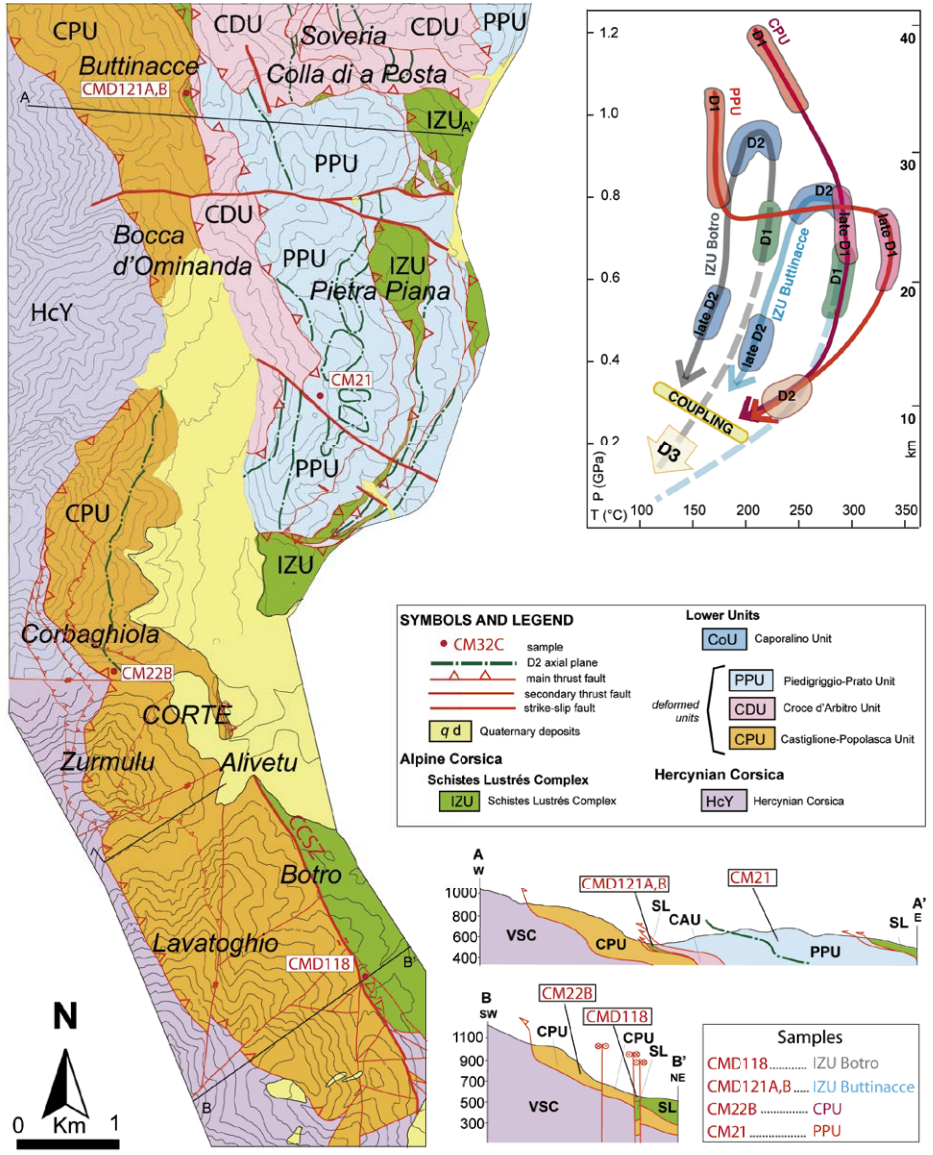 CPU
CDU
Soveria
CDU
PPU
Buttinacce
Colla di a Posta
CMD121A,B
A
IZU
A'
PPU
CDU
Bocca
d'Ominanda
PPU
IZU
Pietra Piana
HcY
CM21
PPU
CPU
IZU
Corbaghiola
CM22B
CORTE
Zurmulu
Alivetu
CCSZ
Botro
Lavatoghio
CMD118
B'
B
N
0 Km 1
1.2
1.0
0.8
0.6
0.4
0.2
P (GPa)
T (°C)
100 150 200 250 300 350
40
30
20
10
km
D1
CPU
D1
PPU
D2
D2
late D1
late D1
D1
D1
IZU Botro
IZU Buttinacce
late D2
late D2
D2
COUPLING
D3
SYMBOLS AND LEGEND
CM32C sample
D2 axial plane
main thrust fault
secondary thrust fault
strike-slip fault
q d Quaternary deposits
Alpine Corsica
Schistes Lustrés Complex
IZU Schistes Lustrés Complex
Lower Units
CoU Caporalino Unit
deformed
units
PPU Piedigriggio-Prato Unit
CDU Croce d'Arbitro Unit
CPU Castiglione-Popolasca Unit
Hercynian Corsica
HcY Hercynian Corsica
A
W
CMD121A,B
CM21
A'
E
1000
800
600
400
VSC
CPU
SL
CAU
PPU
SL
B
SW
CM22B
CMD118
B'
NE
1100
900
700
500
300
CPU
CPU
SL
VSC
SL
Samples
CMD118........... IZU Botro
CMD121A,B..... IZU Buttinacce
CM22B .............. CPU
CM21 ................. PPU